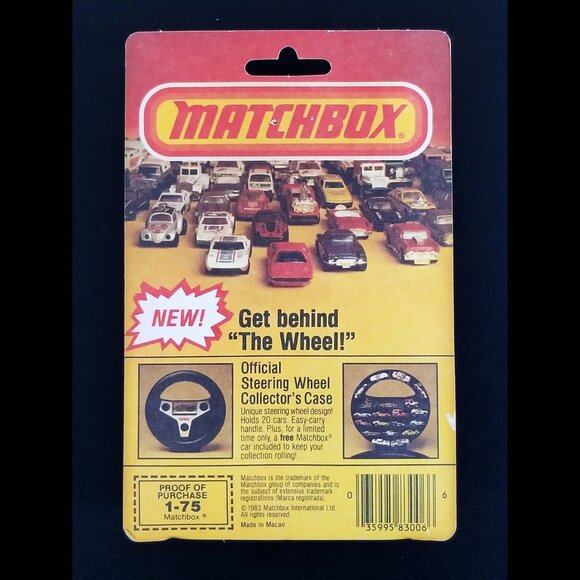 MATCHBOX®
NEW!
Get behind
"The Wheel!"
Official
Steering Wheel
Collector's Case
Unique steering wheel design!
Holds 20 cars. Easy-carry
handle. Plus, for a limited
time only, a free Matchbox®
car included to keep your
collection rolling!
PROOF OF
PURCHASE
1-75
Matchbox®
Matchbox is the trademark of the
Matchbox group of companies and is
the subject of extensive trademark
registrations (Marca registrada)
©1983 Matchbox International Ltd.
All rights reserved.
Made in Macao
0 35995 83006 6